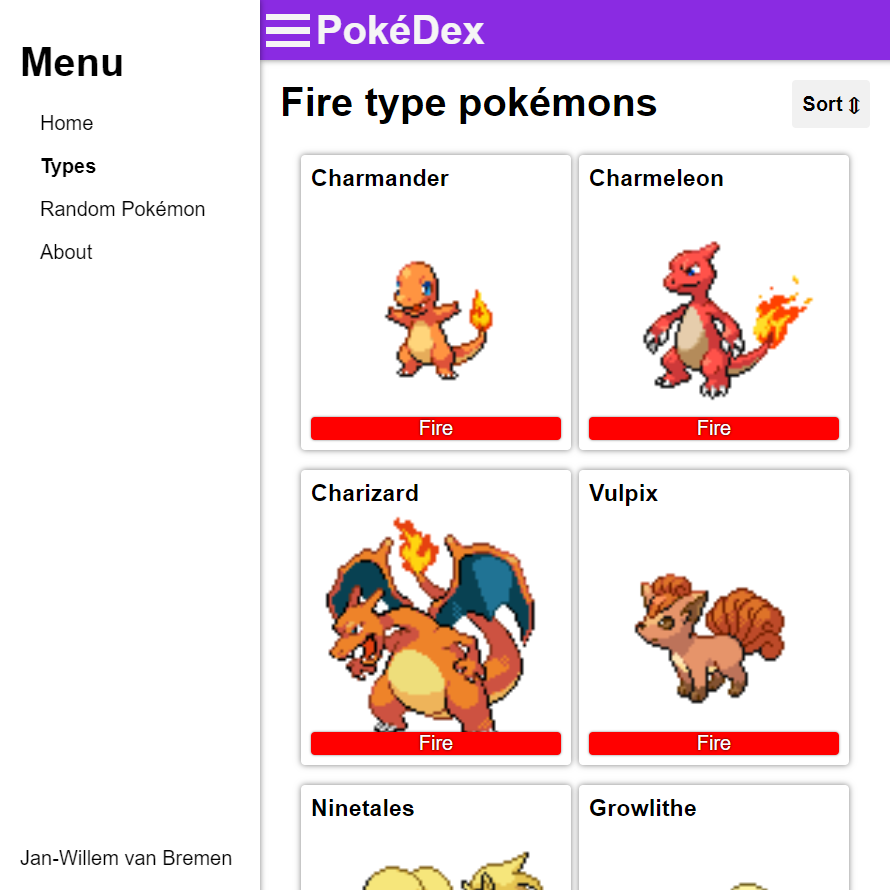 Menu
Home
Types
Random Pokémon
About
Jan-Willem van Bremen
PokéDex
Fire type pokémons
Sort ⇕
Charmander
Fire
Charmeleon
Fire
Charizard
Fire
Vulpix
Fire
Ninetales
Growlithe